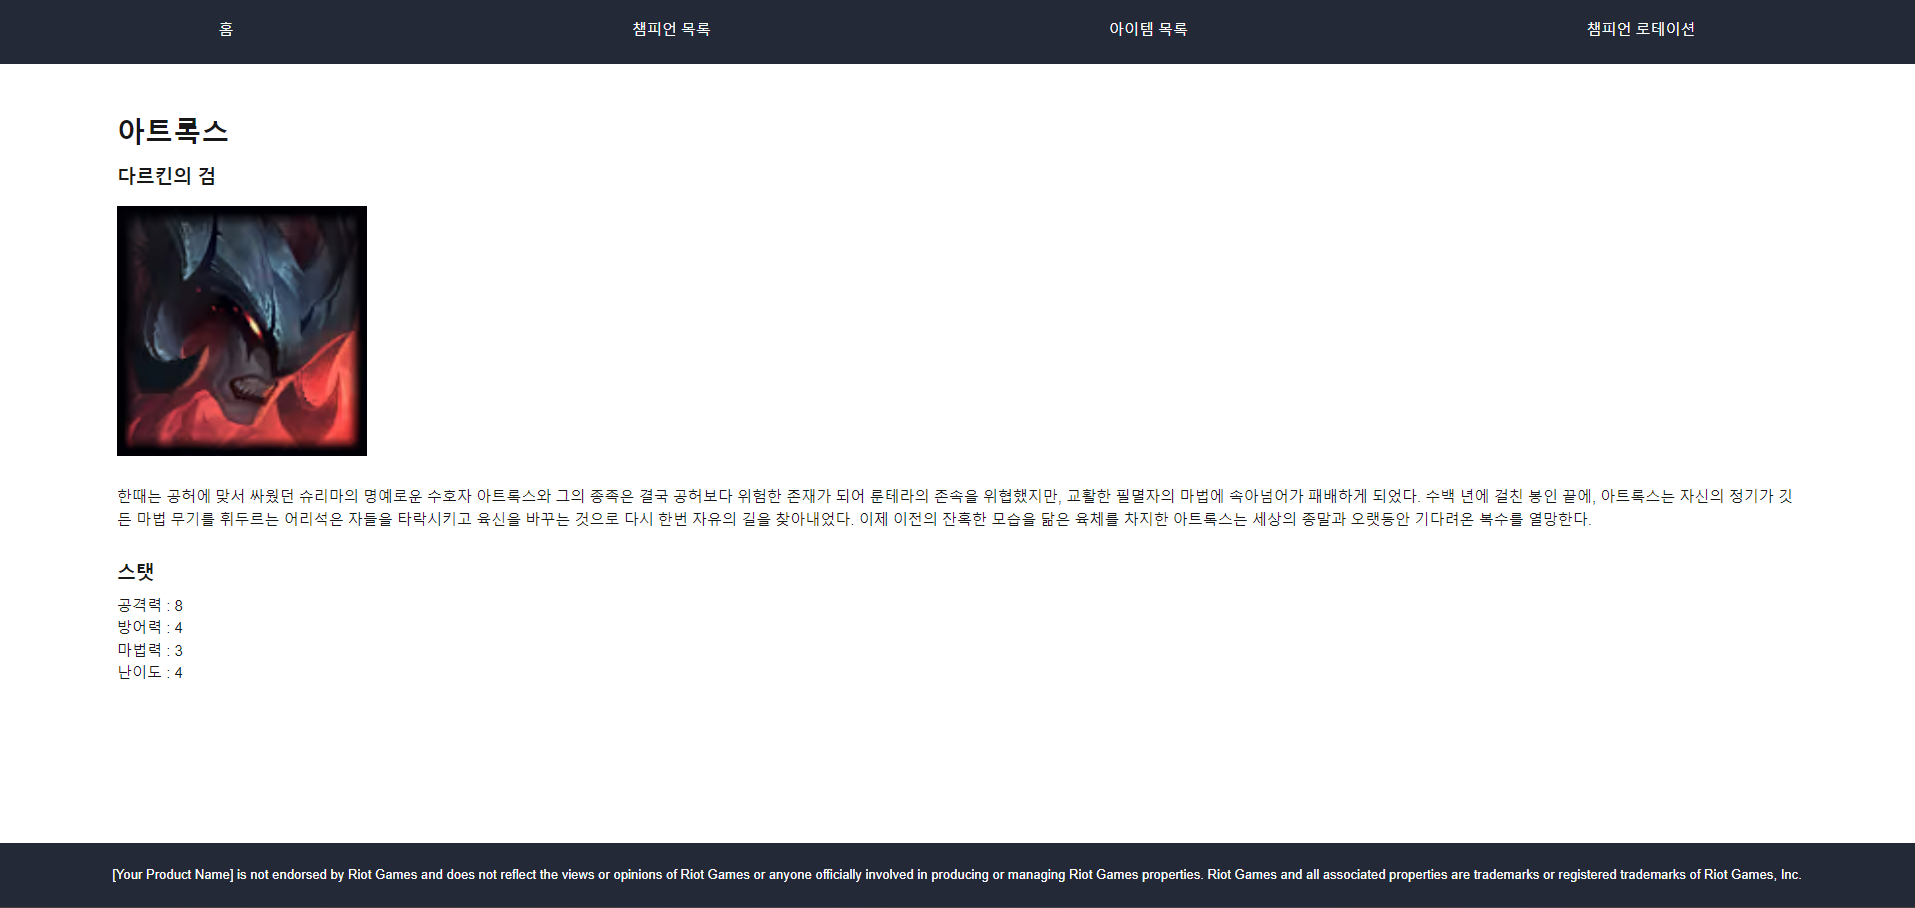 홈 챔피언 목록 아이템 목록 챔피언 로테이션
아트록스
다르킨의 검
한때는 공허에 맞서 싸웠던 슈리마의 명예로운 수호자 아트록스와 그의 종족은 결국 공허보다 위험한 존재가 되어 룬테라의 존속을 위협했지만, 교활한 필멸자의 마법에 속아넘어가 패배하게 되었다. 수백 년에 걸친 봉인 끝에, 아트록스는 자신의 정기가 깃
든 마법 무기를 휘두르는 어리석은 자들을 타락시키고 육신을 바꾸는 것으로 다시 한번 자유의 길을 찾아내었다. 이제 이전의 잔혹한 모습을 닮은 육체를 차지한 아트록스는 세상의 종말과 오랫동안 기다려온 복수를 열망한다.
스탯
공격력 : 8
방어력 : 4
마법력 : 3
난이도 : 4
[Your Product Name] is not endorsed by Riot Games and does not reflect the views or opinions of Riot Games or anyone officially involved in producing or managing Riot Games properties. Riot Games and all associated properties are trademarks or registered trademarks of Riot Games, Inc.